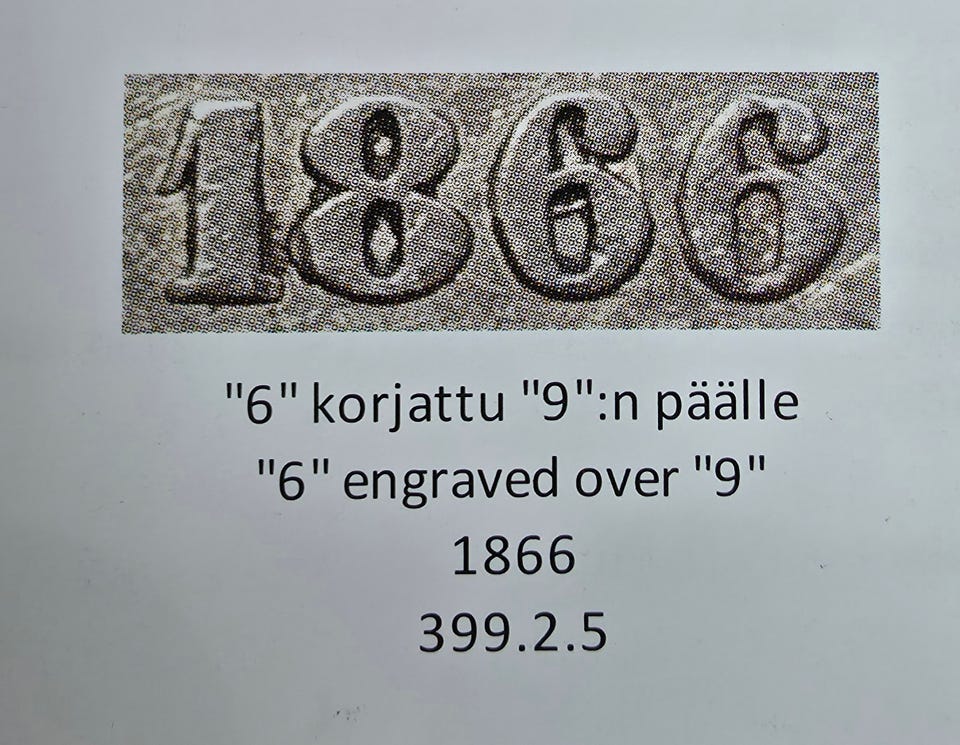 1866
"6" korjattu "9":n päälle
"6" engraved over "9"
1866
399.2.5